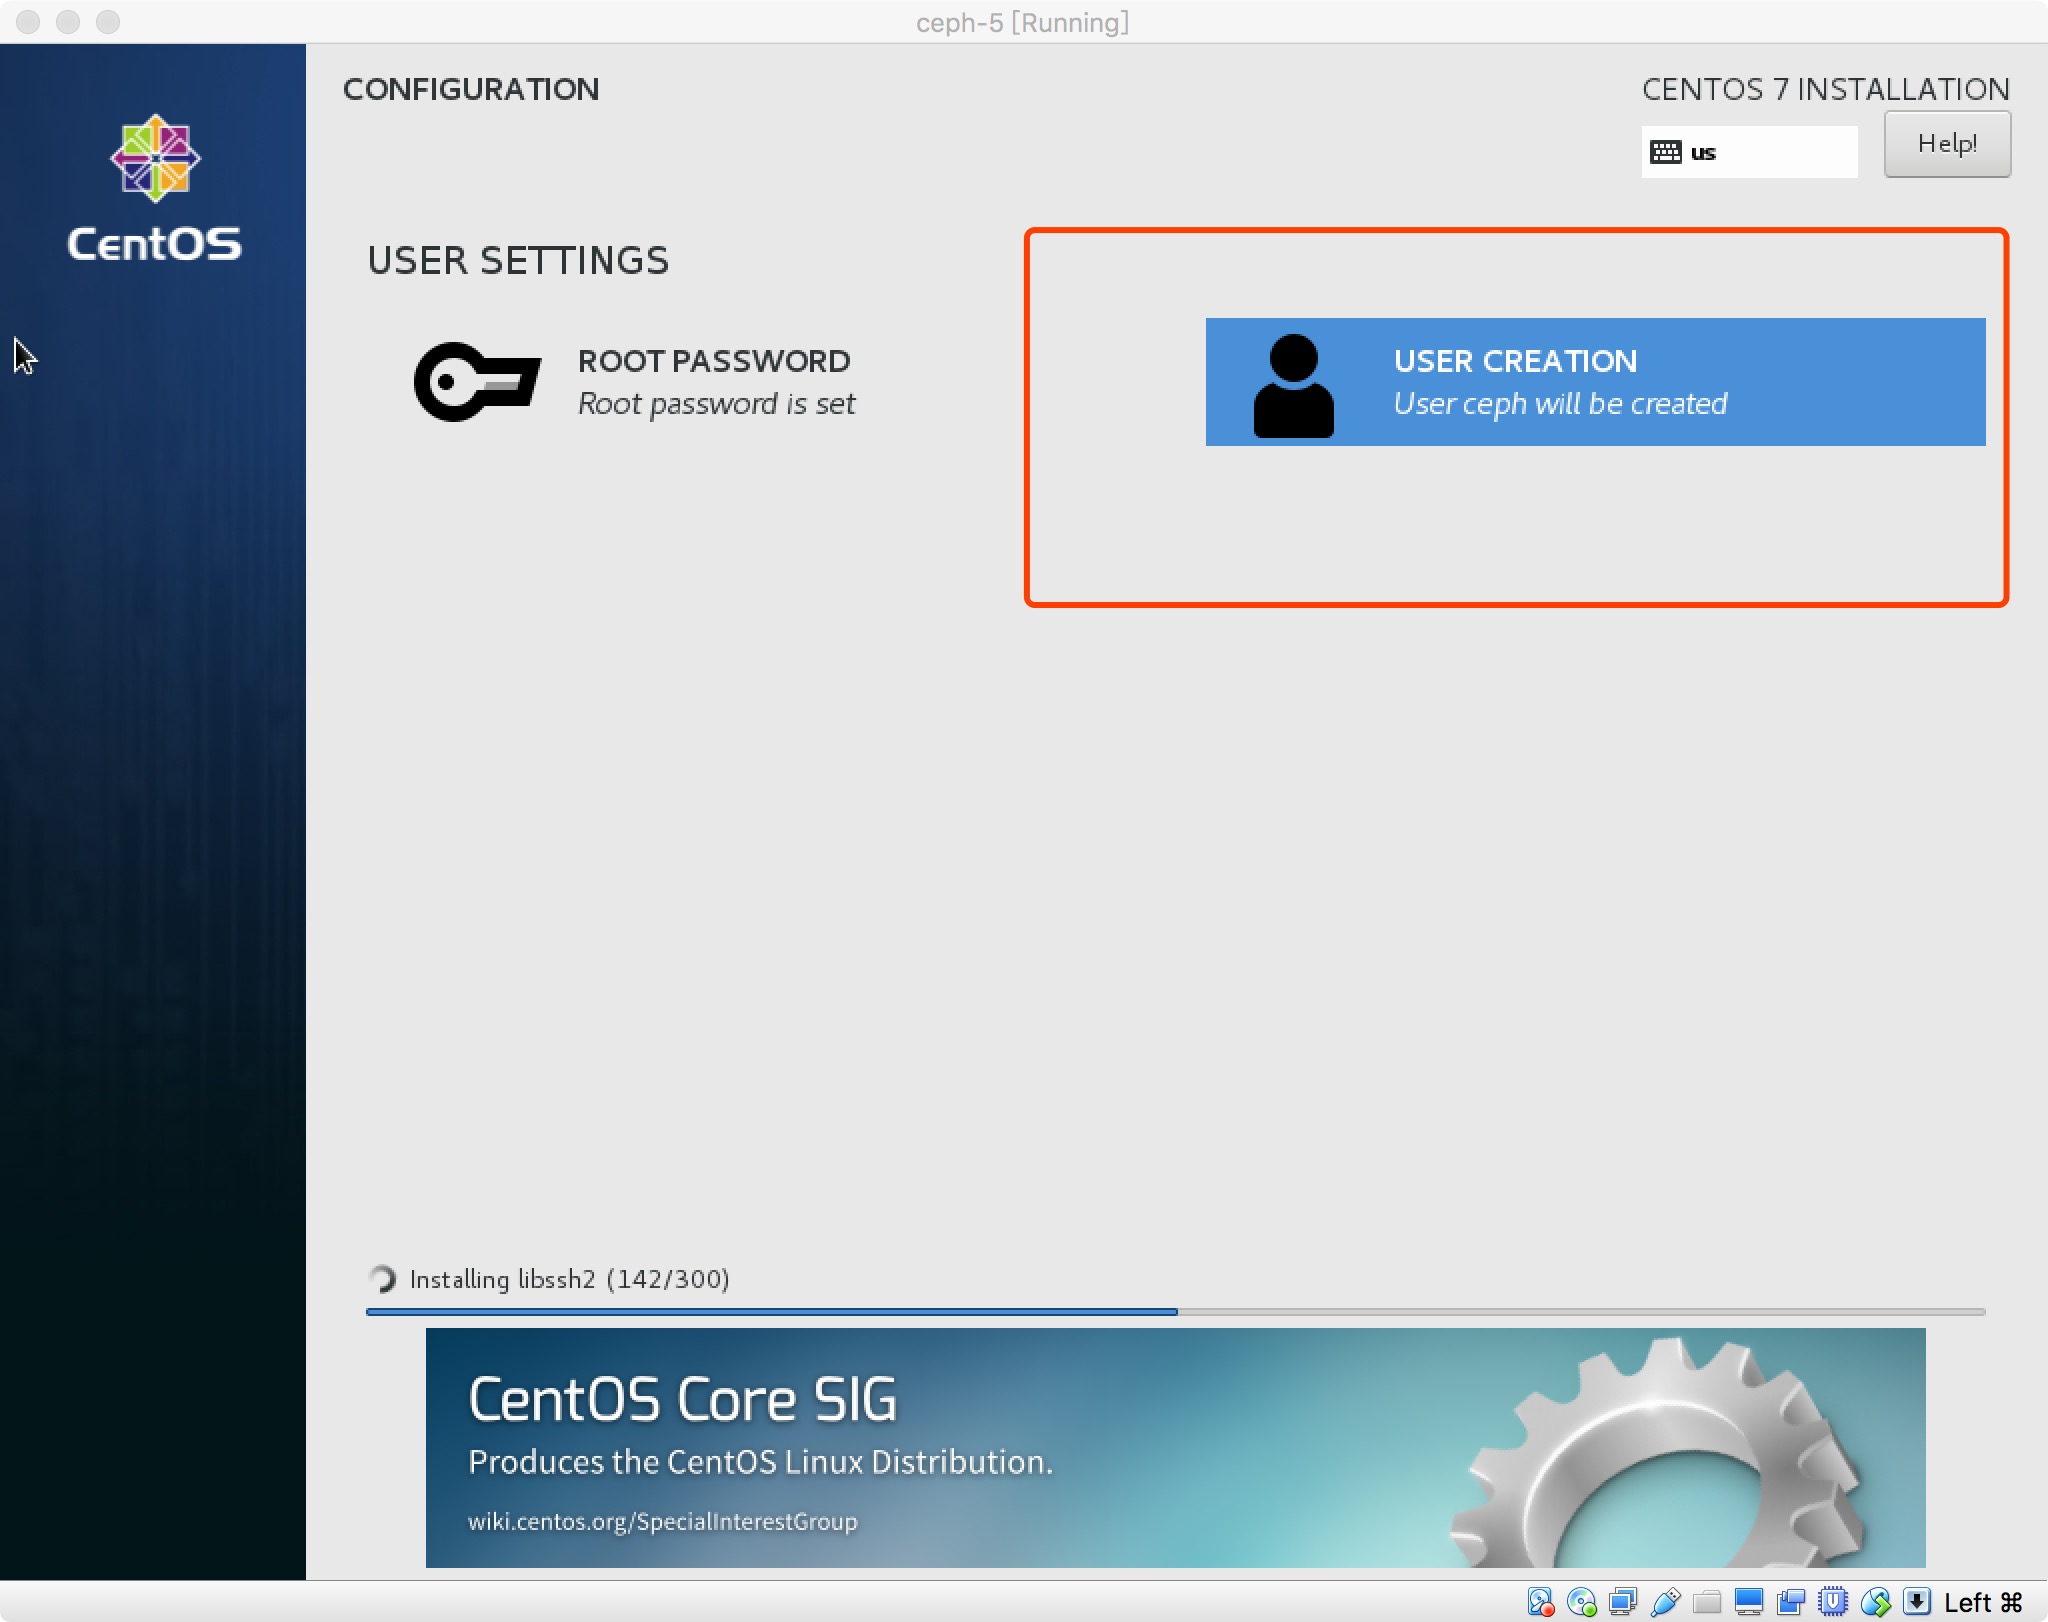 ceph-5 [Running]
CentOS
CONFIGURATION
CENTOS 7 INSTALLATION
us
Help!
USER SETTINGS
ROOT PASSWORD
Root password is set
USER CREATION
User ceph will be created
Installing libssh2 (142/300)
CentOS Core SIG
Produces the CentOS Linux Distribution.
wiki.centos.org/SpecialInterestGroup
Left ⌘